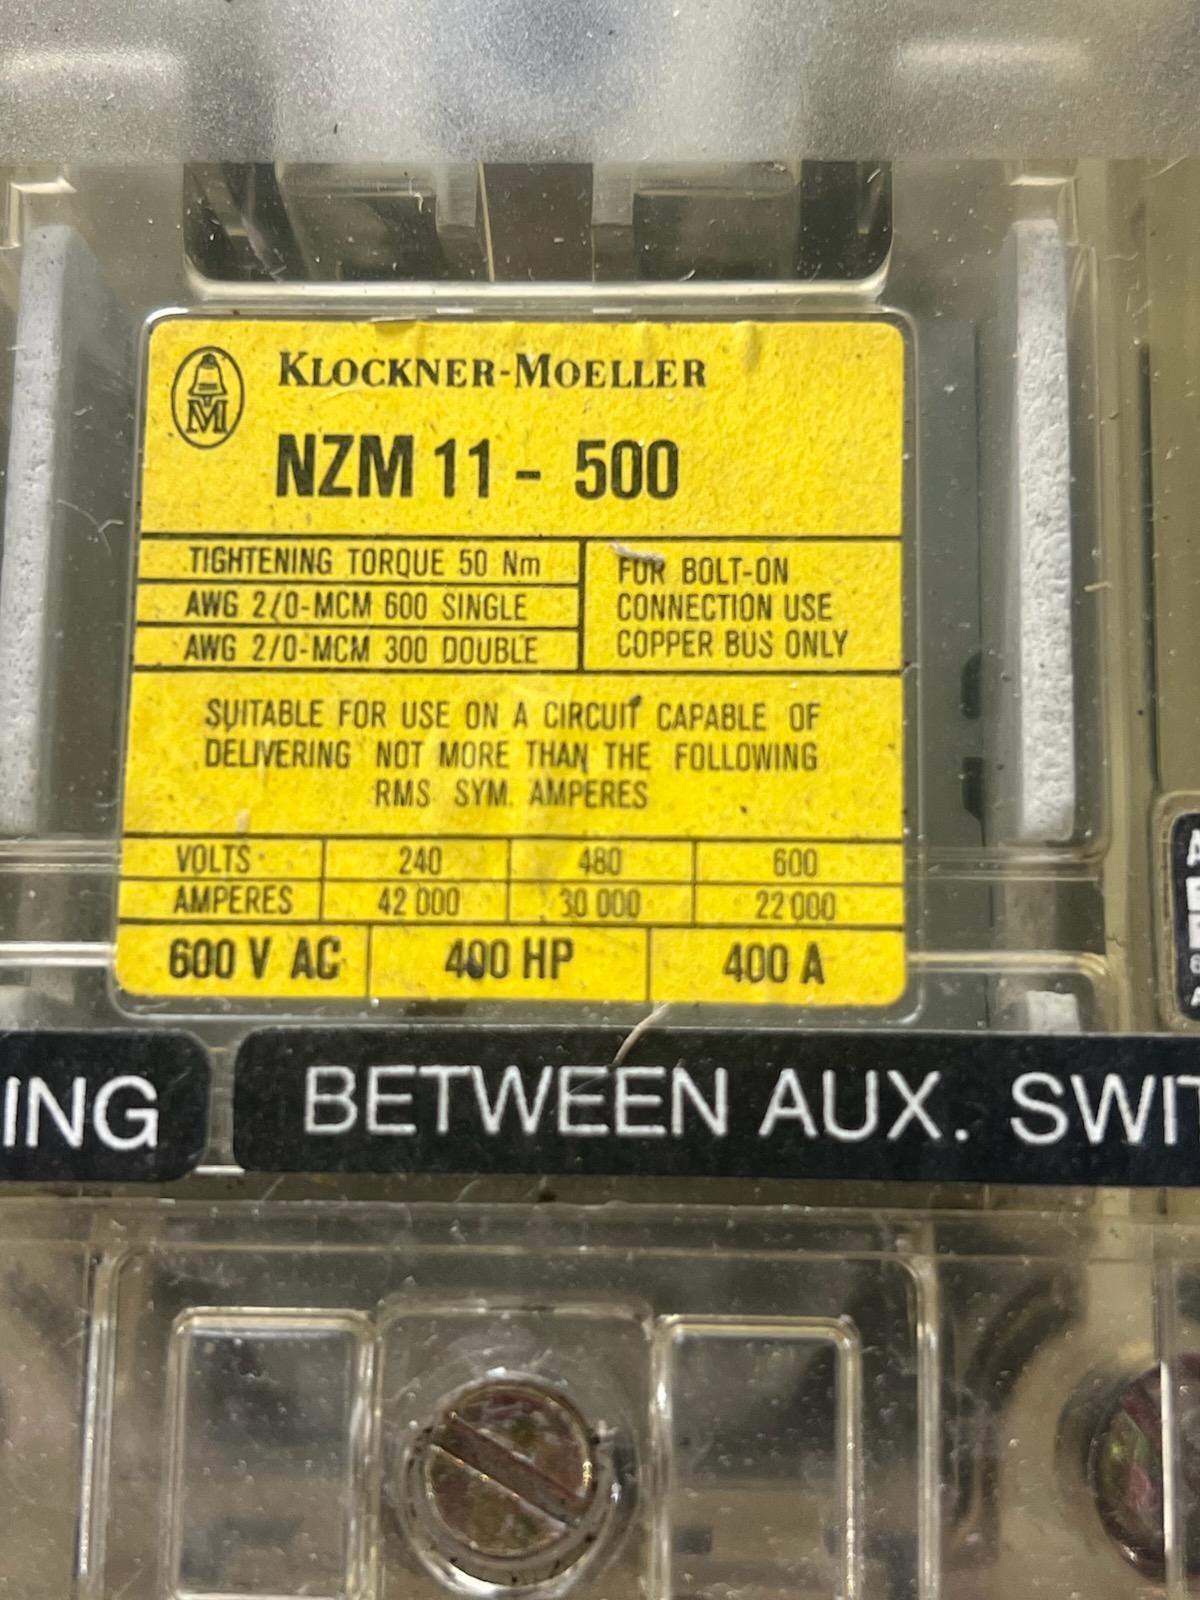 M
KLOCKNER-MOELLER
NZM 11 - 500
TIGHTENING TORQUE 50 Nm
AWG 2/0-MCM 600 SINGLE
AWG 2/0-MCM 300 DOUBLE
FOR BOLT-ON
CONNECTION USE
COPPER BUS ONLY
SUITABLE FOR USE ON A CIRCUIT CAPABLE OF
DELIVERING NOT MORE THAN THE FOLLOWING
RMS SYM. AMPERES
VOLTS 240 480 600
AMPERES 42 000 30 000 22 000
600 V AC 400 HP 400 A
ING
BETWEEN AUX. SWIT